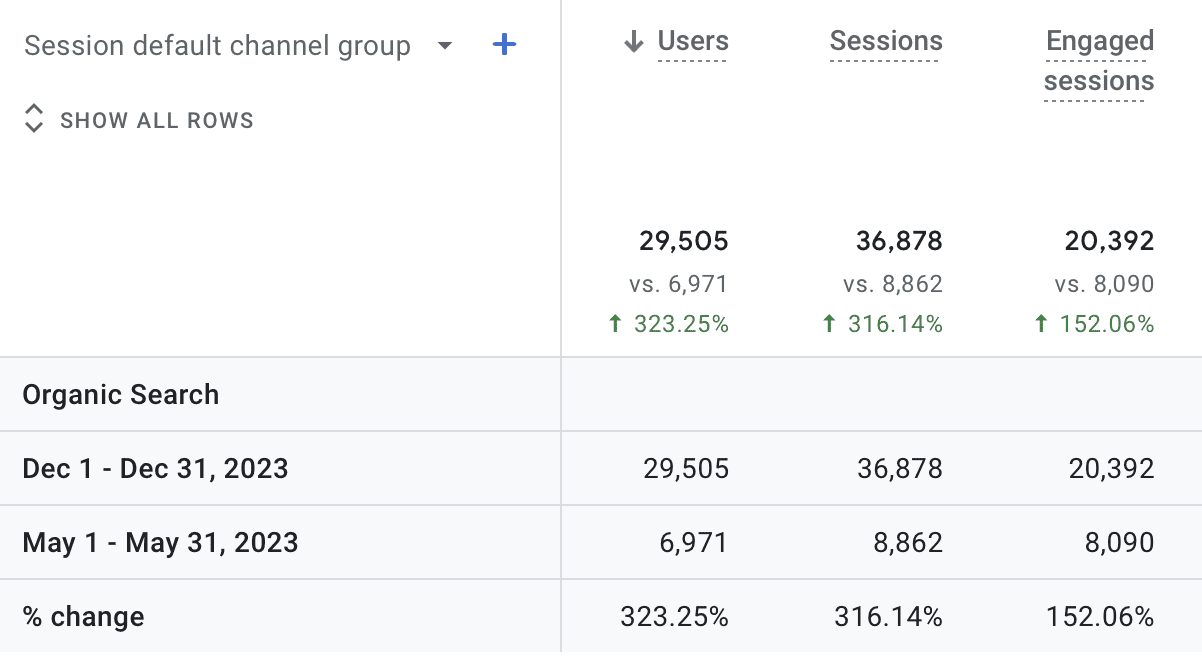 Session default channel group
SHOW ALL ROWS
Users Sessions Engaged sessions
29,505 36,878 20,392
vs. 6,971 vs. 8,862 vs. 8,090
↑ 323.25% ↑ 316.14% ↑ 152.06%
Organic Search
Dec 1 - Dec 31, 2023 29,505 36,878 20,392
May 1 - May 31, 2023 6,971 8,862 8,090
% change 323.25% 316.14% 152.06%